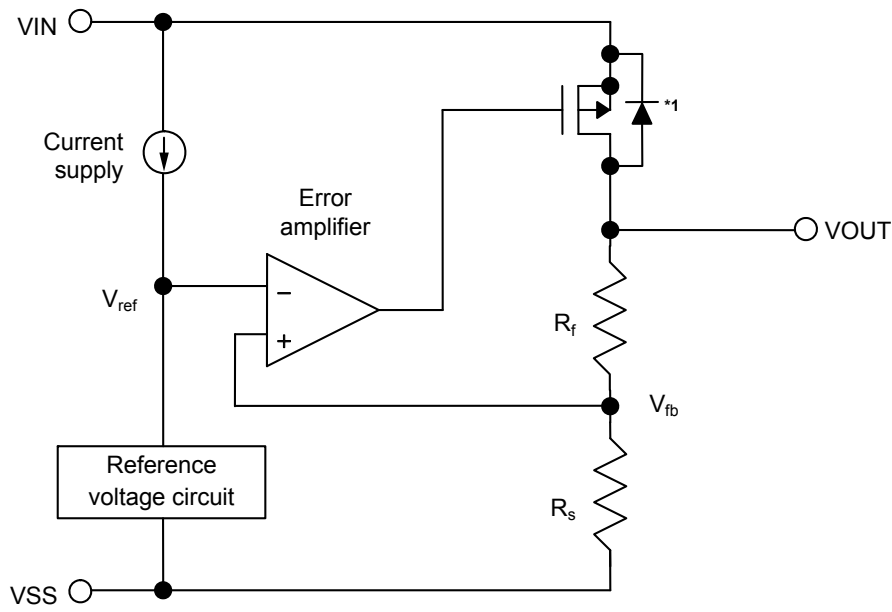 VIN
*1
Current
supply
Error
amplifier
VOUT
Vref
−
+
Rf
Vfb
Reference
voltage circuit
Rs
VSS